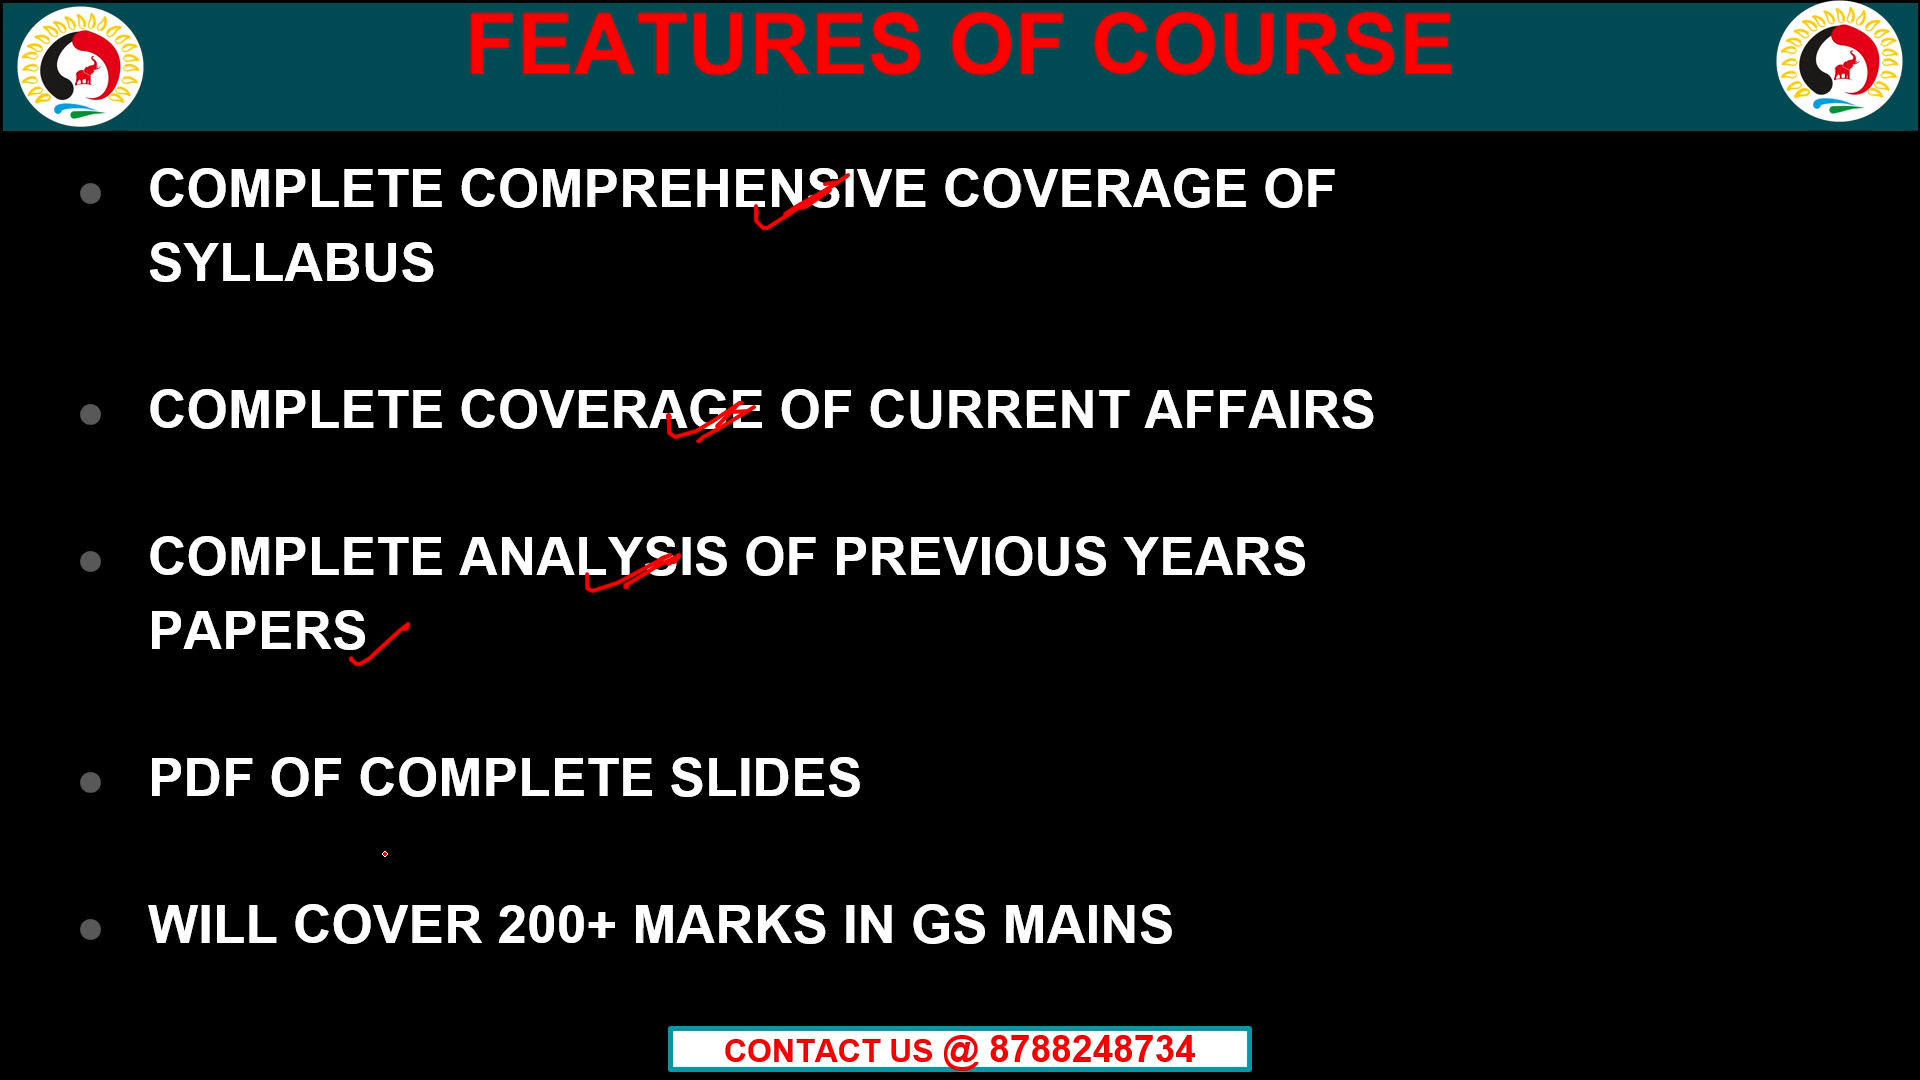 FEATURES OF COURSE
COMPLETE COMPREHENSIVE COVERAGE OF
SYLLABUS
COMPLETE COVERAGE OF CURRENT AFFAIRS
COMPLETE ANALYSIS OF PREVIOUS YEARS
PAPERS
PDF OF COMPLETE SLIDES
WILL COVER 200+ MARKS IN GS MAINS
CONTACT US @ 8788248734